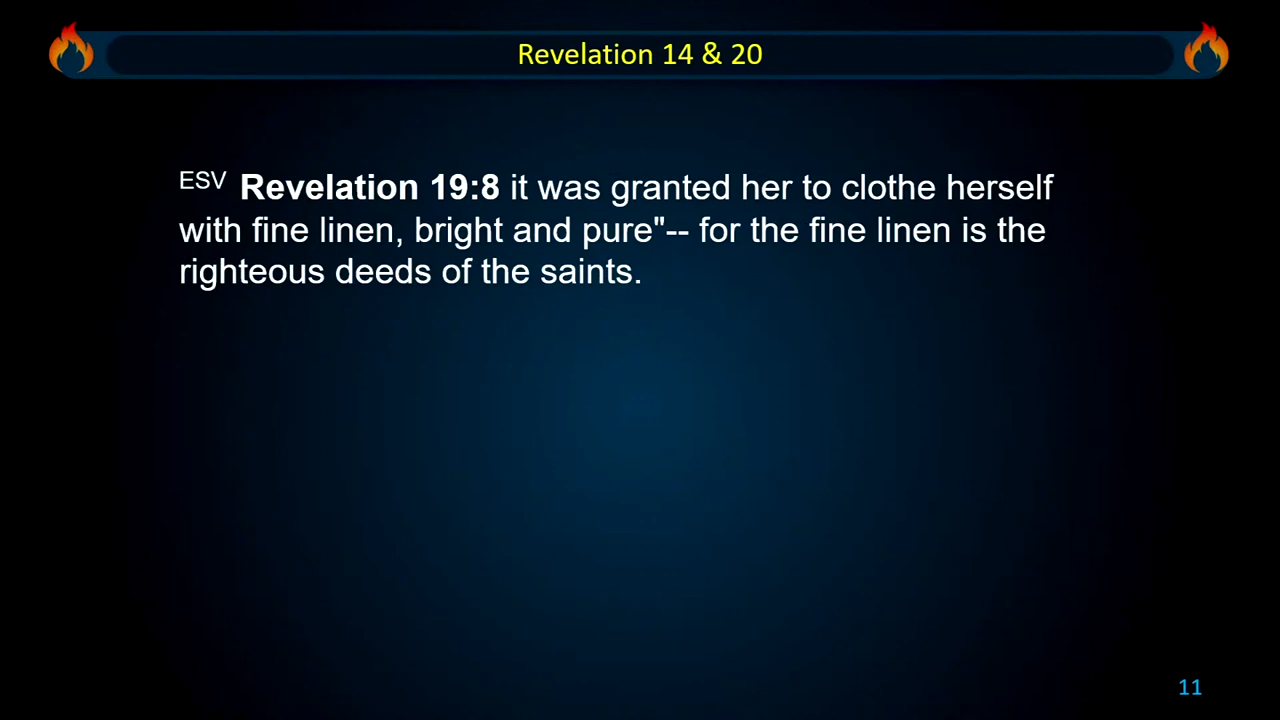 Revelation 14 & 20
ESV Revelation 19:8 it was granted her to clothe herself
with fine linen, bright and pure"-- for the fine linen is the
righteous deeds of the saints.
11